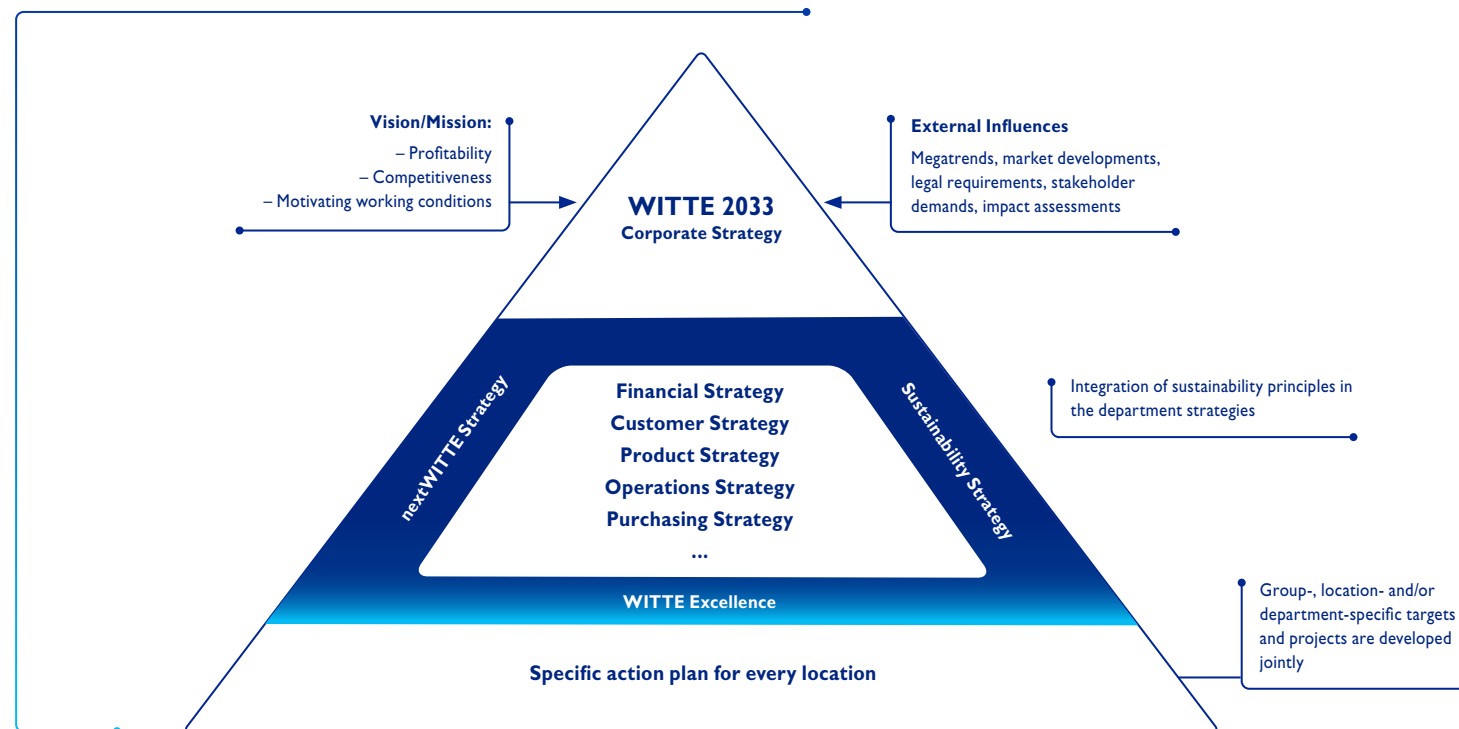 Vision/Mission:
– Profitability
– Competitiveness
– Motivating working conditions
External Influences
Megatrends, market developments,
legal requirements, stakeholder
demands, impact assessments
WITTE 2033
Corporate Strategy
nextWITTE Strategy
Financial Strategy
Customer Strategy
Product Strategy
Operations Strategy
Purchasing Strategy
...
Sustainability Strategy
Integration of sustainability principles in
the department strategies
WITTE Excellence
Group-, location- and/or
department-specific targets
and projects are developed
jointly
Specific action plan for every location